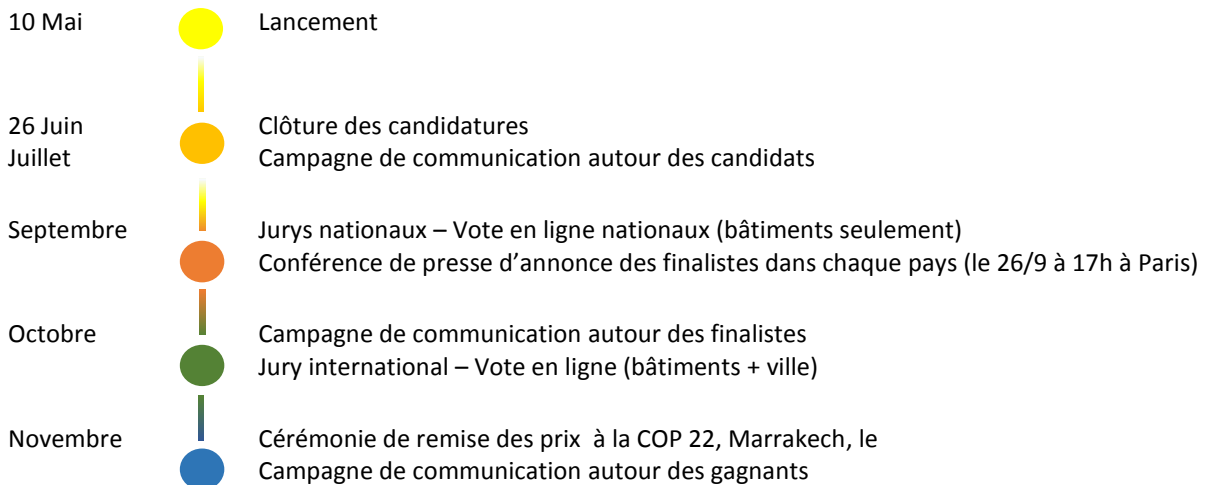 10 Mai Lancement
26 Juin Clôture des candidatures
Juillet Campagne de communication autour des candidats
Septembre Jurys nationaux – Vote en ligne nationaux (bâtiments seulement)
Conférence de presse d’annonce des finalistes dans chaque pays (le 26/9 à 17h à Paris)
Octobre Campagne de communication autour des finalistes
Jury international – Vote en ligne (bâtiments + ville)
Novembre Cérémonie de remise des prix à la COP 22, Marrakech, le
Campagne de communication autour des gagnants